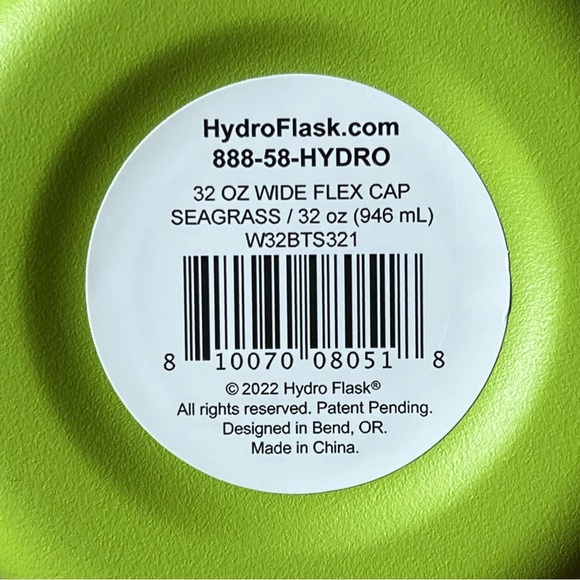 HydroFlask.com
888-58-HYDRO
32 OZ WIDE FLEX CAP
SEAGRASS / 32 oz (946 mL)
W32BTS321
8 10070 08051 8
© 2022 Hydro Flask®
All rights reserved. Patent Pending.
Designed in Bend, OR.
Made in China.